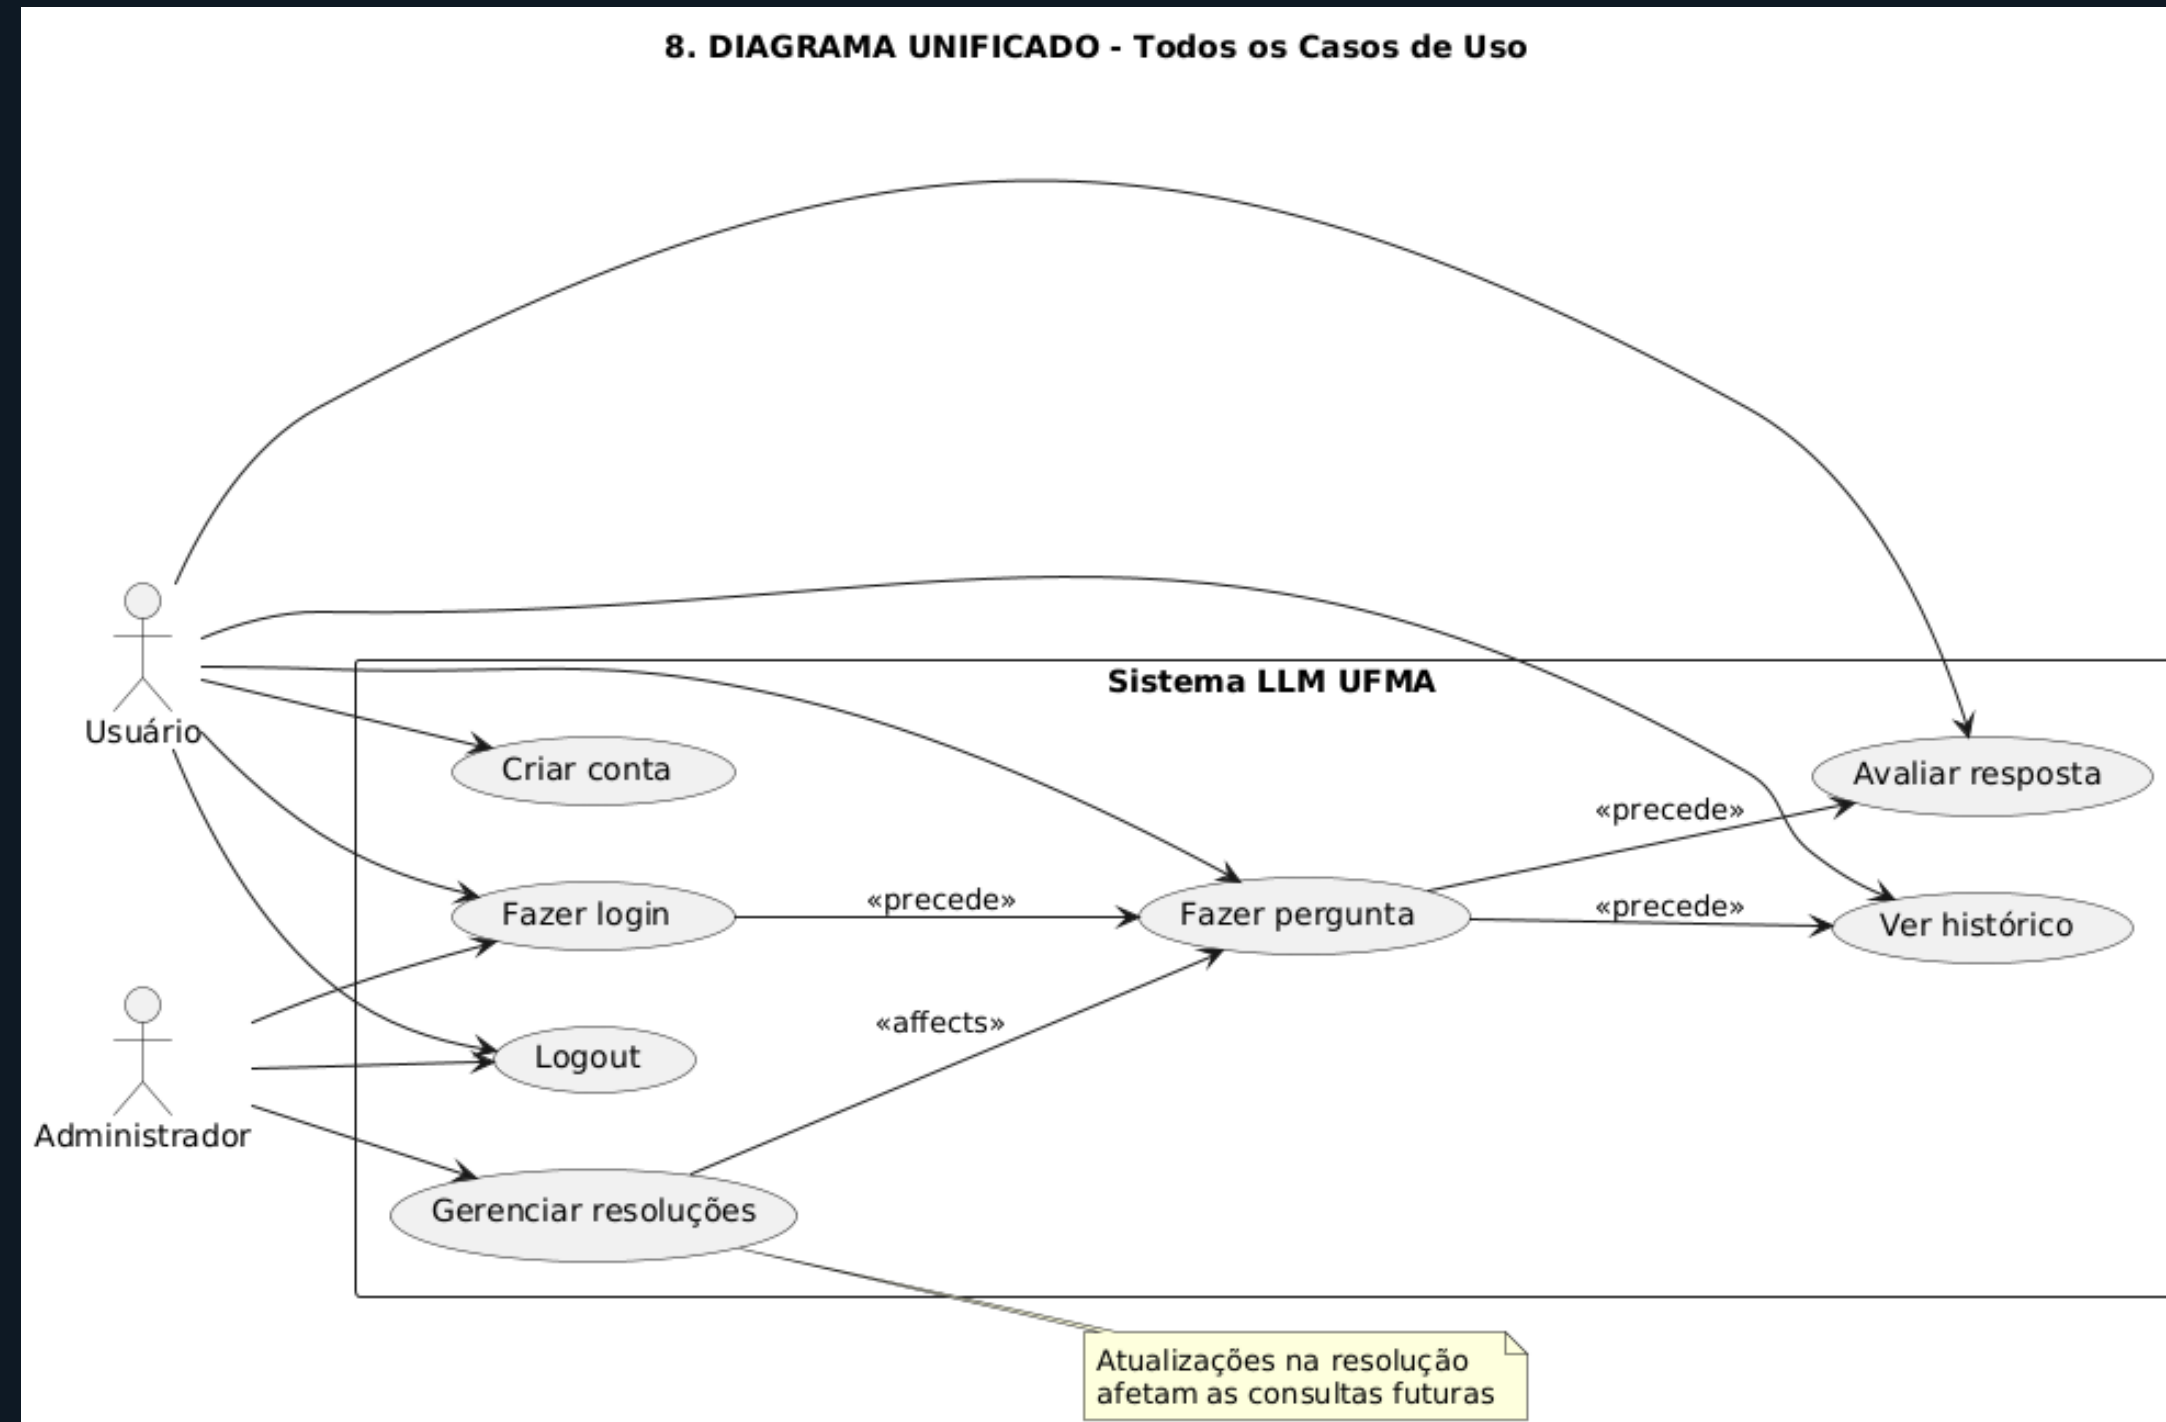 8. DIAGRAMA UNIFICADO - Todos os Casos de Uso
Sistema LLM UFMA
Usuário
Criar conta
Avaliar resposta
«precede»
Fazer login
«precede»
Fazer pergunta
«precede»
Ver histórico
«affects»
Logout
Administrador
Gerenciar resoluções
Atualizações na resolução
afetam as consultas futuras